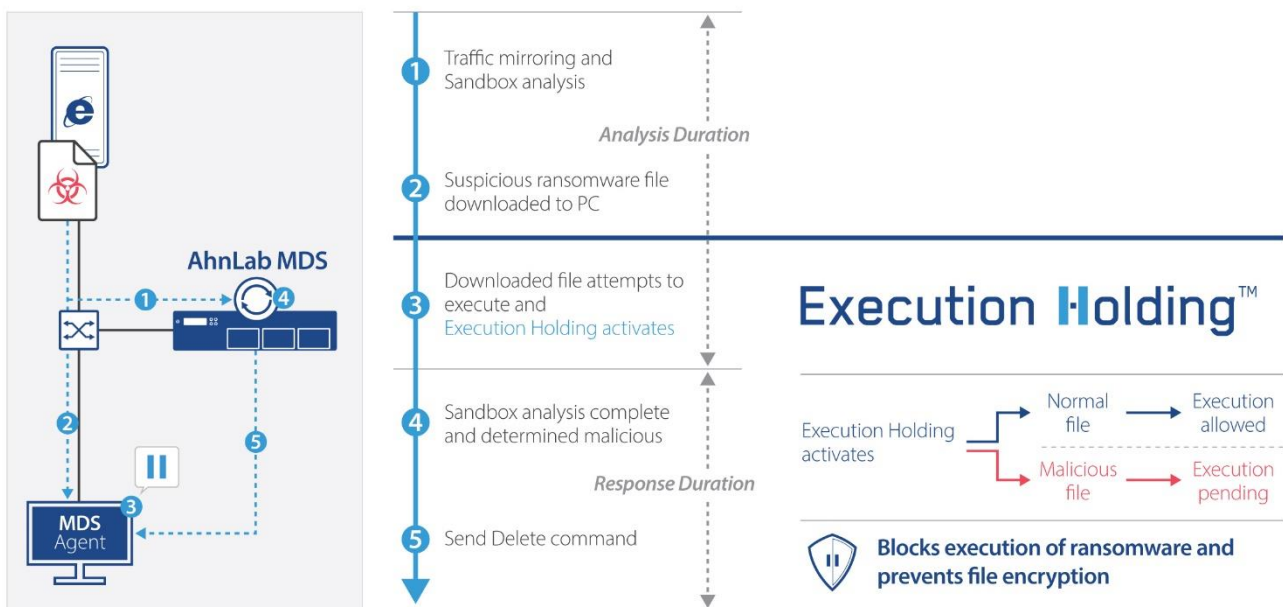 AhnLab MDS
1
4
2
5
3
MDS
Agent
1
Traffic mirroring and
Sandbox analysis
Analysis Duration
2
Suspicious ransomware file
downloaded to PC
3
Downloaded file attempts to
execute and
Execution Holding activates
4
Sandbox analysis complete
and determined malicious
Response Duration
5
Send Delete command
Execution Holding™
Execution Holding
activates
Normal
file
Execution
allowed
Malicious
file
Execution
pending
Blocks execution of ransomware and
prevents file encryption